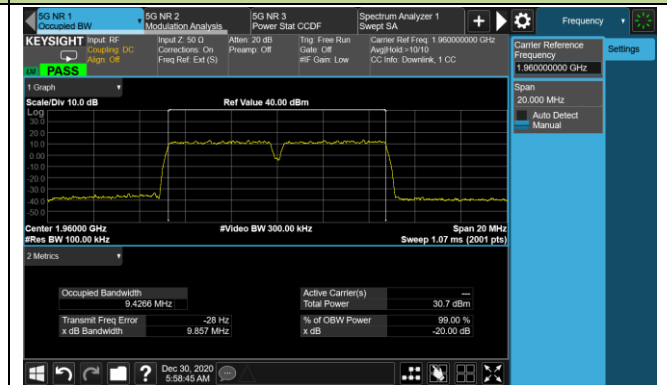 5G NR 1
Occupied BW
5G NR 2
Modulation Analysis
5G NR 3
Power Stat CCDF
Spectrum Analyzer 1
Swept SA
Frequency
KEYSIGHT
Input: RF
Coupling: DC
Align: Off
Input Z: 50 Ω
Corrections: On
Freq Ref: Ext (S)
Atten: 20 dB
Preamp: Off
Trig: Free Run
Gate: Off
#IF Gain: Low
Carrier Ref Freq: 1.960000000 GHz
Avg|Hold:>10/10
CC Info: Downlink, 1 CC
LNI PASS
Carrier Reference
Frequency
1.960000000 GHz
Settings
Span
20.000 MHz
Auto Detect
Manual
1 Graph
Scale/Div 10.0 dB
Ref Value 40.00 dBm
Log
30.0
20.0
10.0
0.00
-10.0
-20.0
-30.0
-40.0
-50.0
Center 1.96000 GHz
#Video BW 300.00 kHz
Span 20 MHz
#Res BW 100.00 kHz
Sweep 1.07 ms (2001 pts)
2 Metrics
Occupied Bandwidth
9.4266 MHz
Active Carrier(s)
---
Total Power
30.7 dBm
Transmit Freq Error
-28 Hz
% of OBW Power
99.00 %
x dB Bandwidth
9.857 MHz
x dB
-20.00 dB
Dec 30, 2020
5:58:45 AM